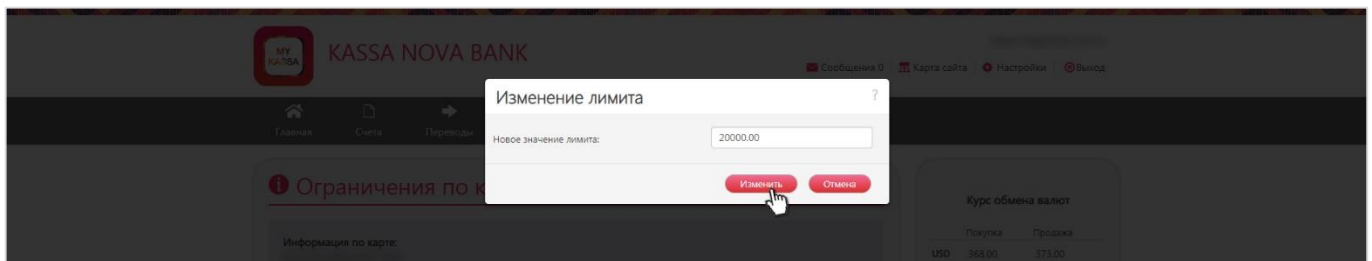 MY
KACCA
KASSA NOVA BANK
Сообщения 0 Карта сайта Настройки Выход
Главная Счета Переводы
Изменение лимита ?
Новое значение лимита: 20000.00
Изменить Отмена
Ограничения по к
Информация по карте:
Курс обмена валют
Покупка Продажа
USD 368.00 373.00